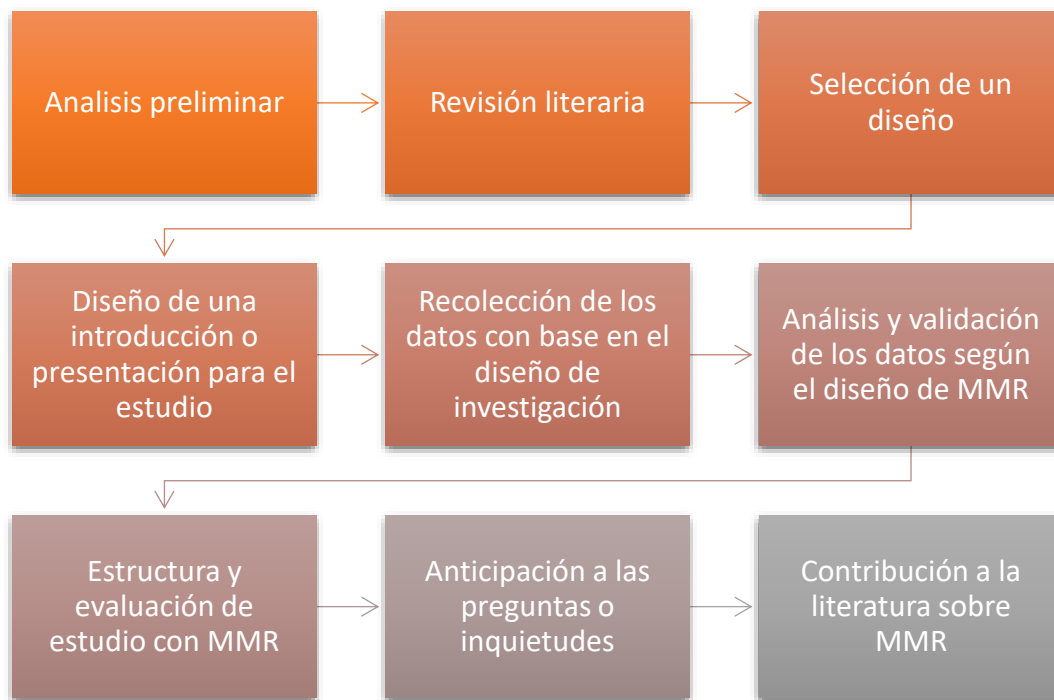 Analisis preliminar
Revisión literaria
Selección de un
diseño
Diseño de una
introducción o
presentación para el
estudio
Recolección de los
datos con base en el
diseño de
investigación
Análisis y validación
de los datos según
el diseño de MMR
Estructura y
evaluación de
estudio con MMR
Anticipación a las
preguntas o
inquietudes
Contribución a la
literatura sobre
MMR